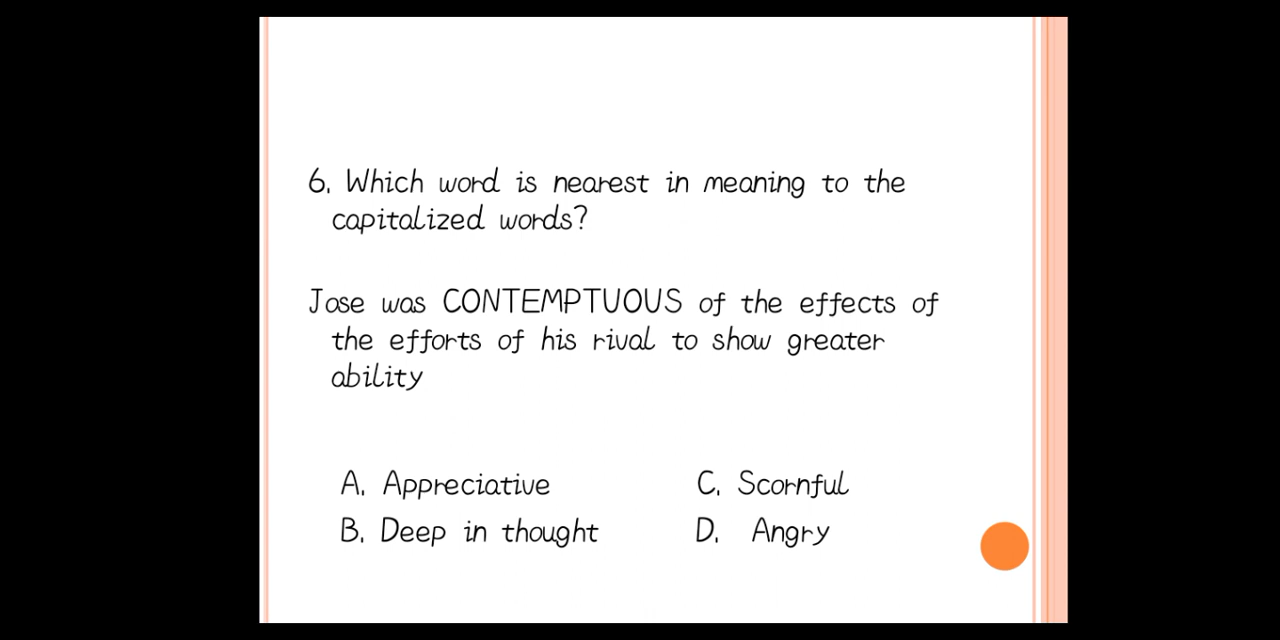 6. Which word is nearest in meaning to the
capitalized words?
Jose was CONTEMPTUOUS of the effects of
the efforts of his rival to show greater
ability
A. Appreciative
B. Deep in thought
C. Scornful
D. Angry